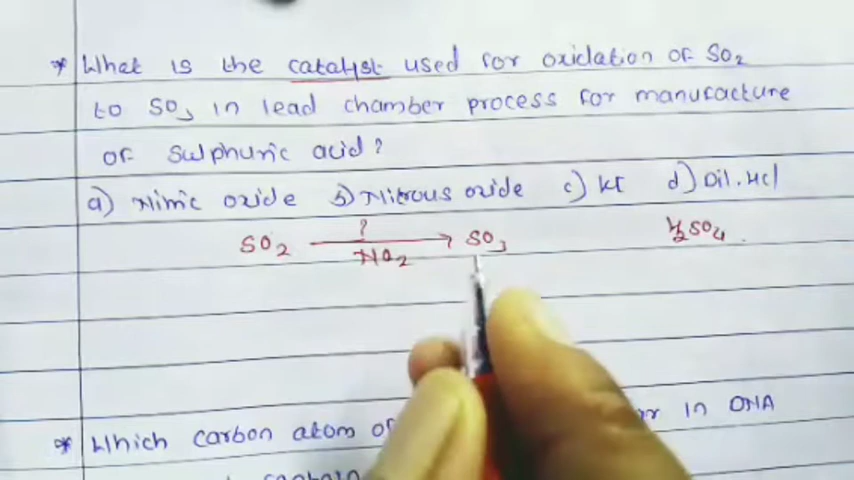 * What is the catalyst used for oxidation of SO2
to SO3 in lead chamber process for manufacture
of Sulphuric acid?
a) Nitric oxide b) Nitrous oxide c) KI d) Dil. Hcl
SO2 ? NO2 → SO3 H2SO4.
* Which carbon atom of in DNA
contain